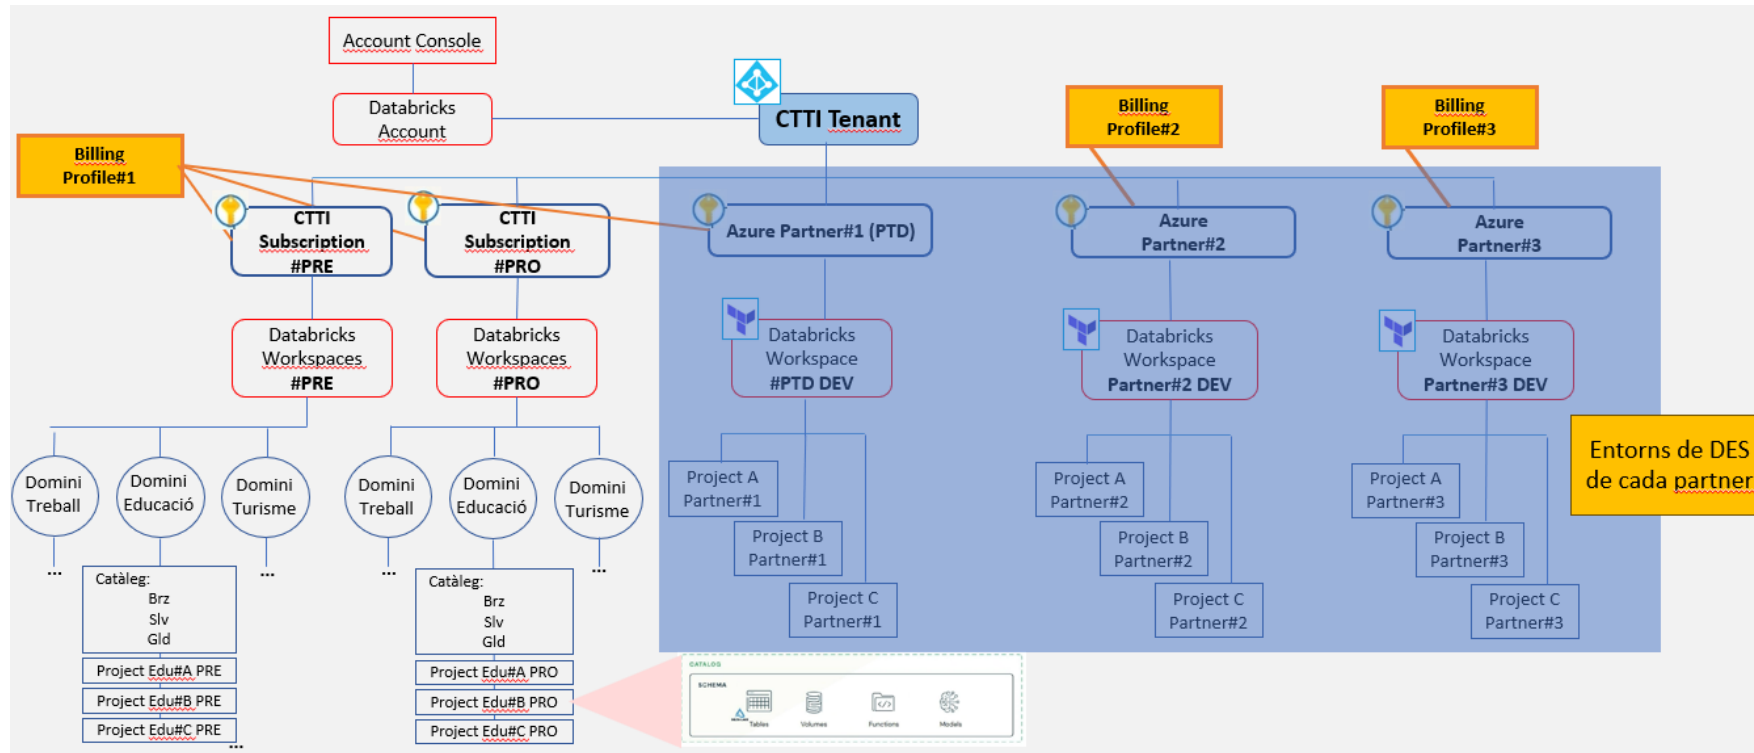 Account Console
Databricks
Account
CTTI Tenant
Billing
Profile#1
Billing
Profile#2
Billing
Profile#3
CTTI
Subscription
#PRE
CTTI
Subscription
#PRO
Azure Partner#1 (PTD)
Azure
Partner#2
Azure
Partner#3
Databricks
Workspaces
#PRE
Databricks
Workspaces
#PRO
Databricks
Workspace
#PTD DEV
Databricks
Workspace
Partner#2 DEV
Databricks
Workspace
Partner#3 DEV
Entorns de DES
de cada partner
Domini
Treball
Domini
Educació
Domini
Turisme
Domini
Treball
Domini
Educació
Domini
Turisme
Project A
Partner#1
Project B
Partner#1
Project C
Partner#1
Project A
Partner#2
Project B
Partner#2
Project C
Partner#2
Project A
Partner#3
Project B
Partner#3
Project C
Partner#3
...
...
...
...
Catàleg:
Brz
Slv
Gld
Project Edu#A PRE
Project Edu#B PRE
Project Edu#C PRE
...
Catàleg:
Brz
Slv
Gld
Project Edu#A PRO
Project Edu#B PRO
Project Edu#C PRO
CATALOG
SCHEMA
Tables
Volumes
Functions
Models